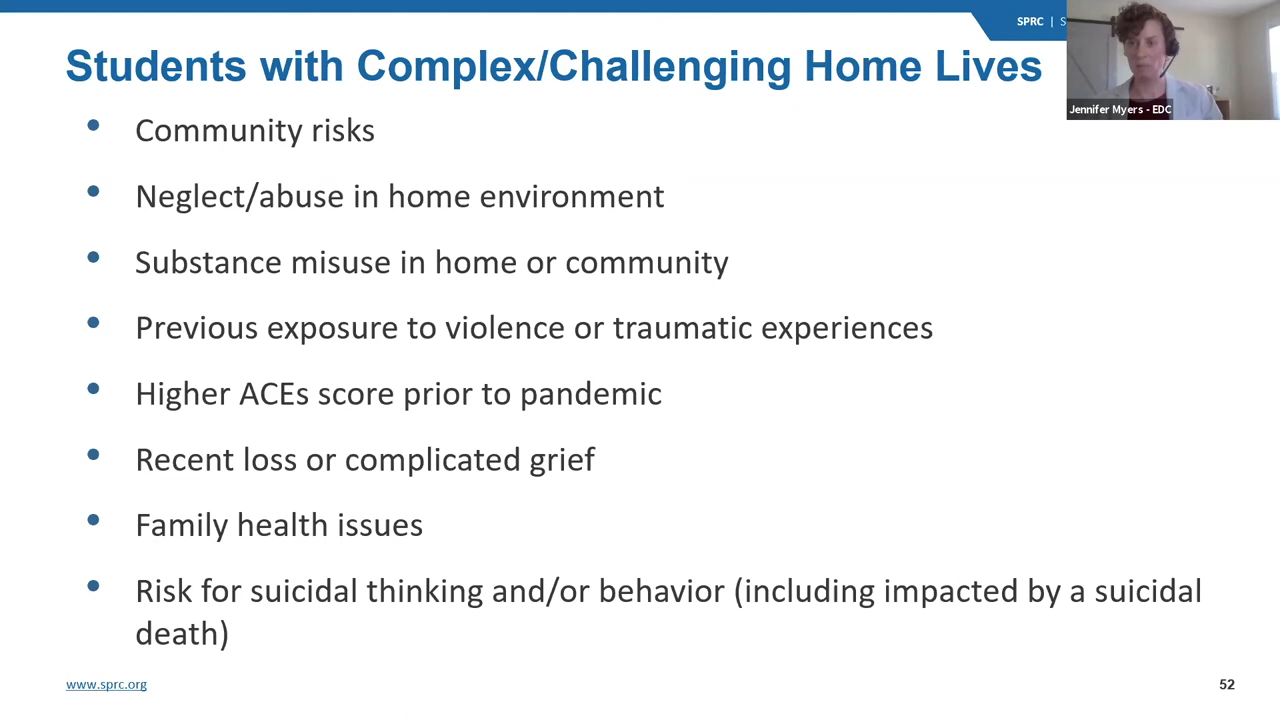 SPRC | S
Students with Complex/Challenging Home Lives
Jennifer Myers - EDC
• Community risks
• Neglect/abuse in home environment
• Substance misuse in home or community
• Previous exposure to violence or traumatic experiences
• Higher ACEs score prior to pandemic
• Recent loss or complicated grief
• Family health issues
• Risk for suicidal thinking and/or behavior (including impacted by a suicidal
death)
www.sprc.org
52